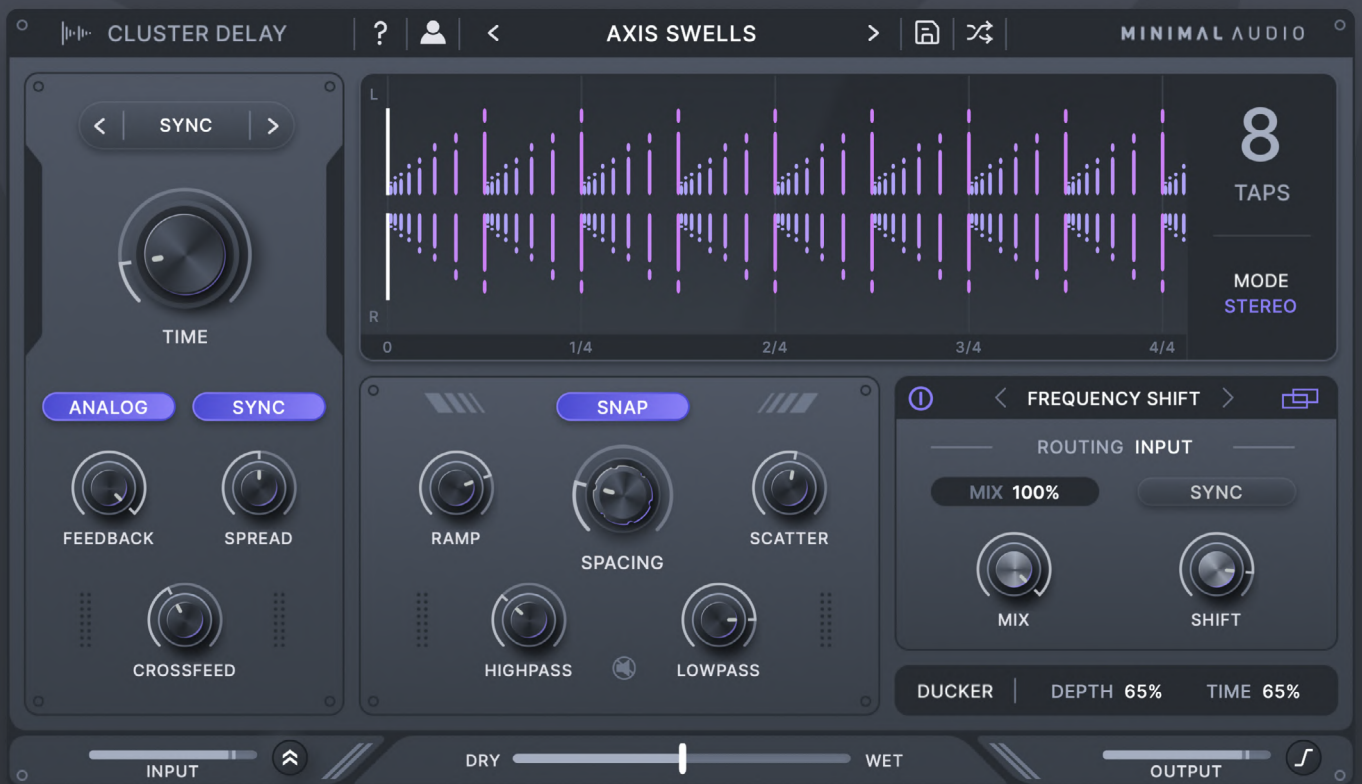 CLUSTER DELAY
?
AXIS SWELLS
MINIMAL AUDIO
SYNC
TIME
ANALOG
SYNC
FEEDBACK
SPREAD
CROSSFEED
L
R
0
1/4
2/4
3/4
4/4
8
TAPS
MODE
STEREO
SNAP
RAMP
SPACING
SCATTER
HIGHPASS
LOWPASS
FREQUENCY SHIFT
ROUTING INPUT
MIX 100%
SYNC
MIX
SHIFT
DUCKER
DEPTH 65%
TIME 65%
INPUT
DRY
WET
OUTPUT